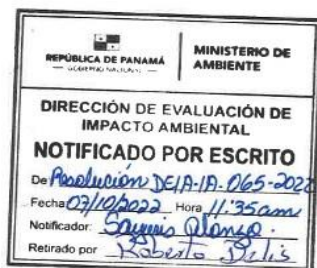 REPÚBLICA DE PANAMÁ
— GOBIERNO NACIONAL —
MINISTERIO DE
AMBIENTE
DIRECCIÓN DE EVALUACIÓN DE
IMPACTO AMBIENTAL
NOTIFICADO POR ESCRITO
De Resolución DEIA-IA-065-2022
Fecha 07/10/2022 Hora 11:35am
Notificador: Alonzo.
Retirado por Roberto